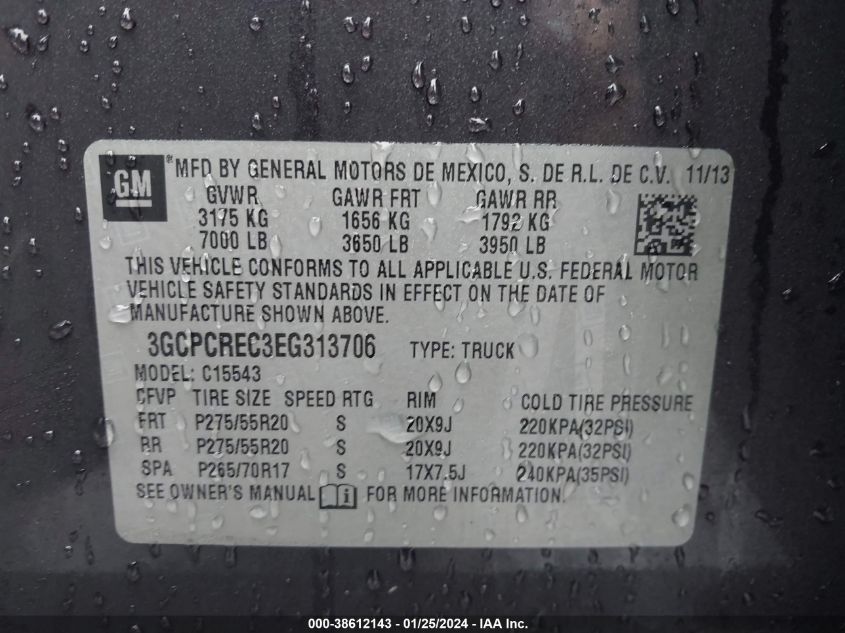 GM ® MFD BY GENERAL MOTORS DE MEXICO, S. DE R.L. DE C.V. 11/13
GVWR GAWR FRT GAWR RR
3175 KG 1656 KG 1792 KG
7000 LB 3650 LB 3950 LB
THIS VEHICLE CONFORMS TO ALL APPLICABLE U.S. FEDERAL MOTOR
VEHICLE SAFETY STANDARDS IN EFFECT ON THE DATE OF
MANUFACTURE SHOWN ABOVE.
3GCPCREC3EG313706 TYPE: TRUCK
MODEL: C15543
CFVP TIRE SIZE SPEED RTG RIM COLD TIRE PRESSURE
FRT P275/55R20 S 20X9J 220KPA(32PSI)
RR P275/55R20 S 20X9J 220KPA(32PSI)
SPA P265/70R17 S 17X7.5J 240KPA(35PSI)
SEE OWNER'S MANUAL FOR MORE INFORMATION.
000-38612143 - 01/25/2024 - IAA Inc.